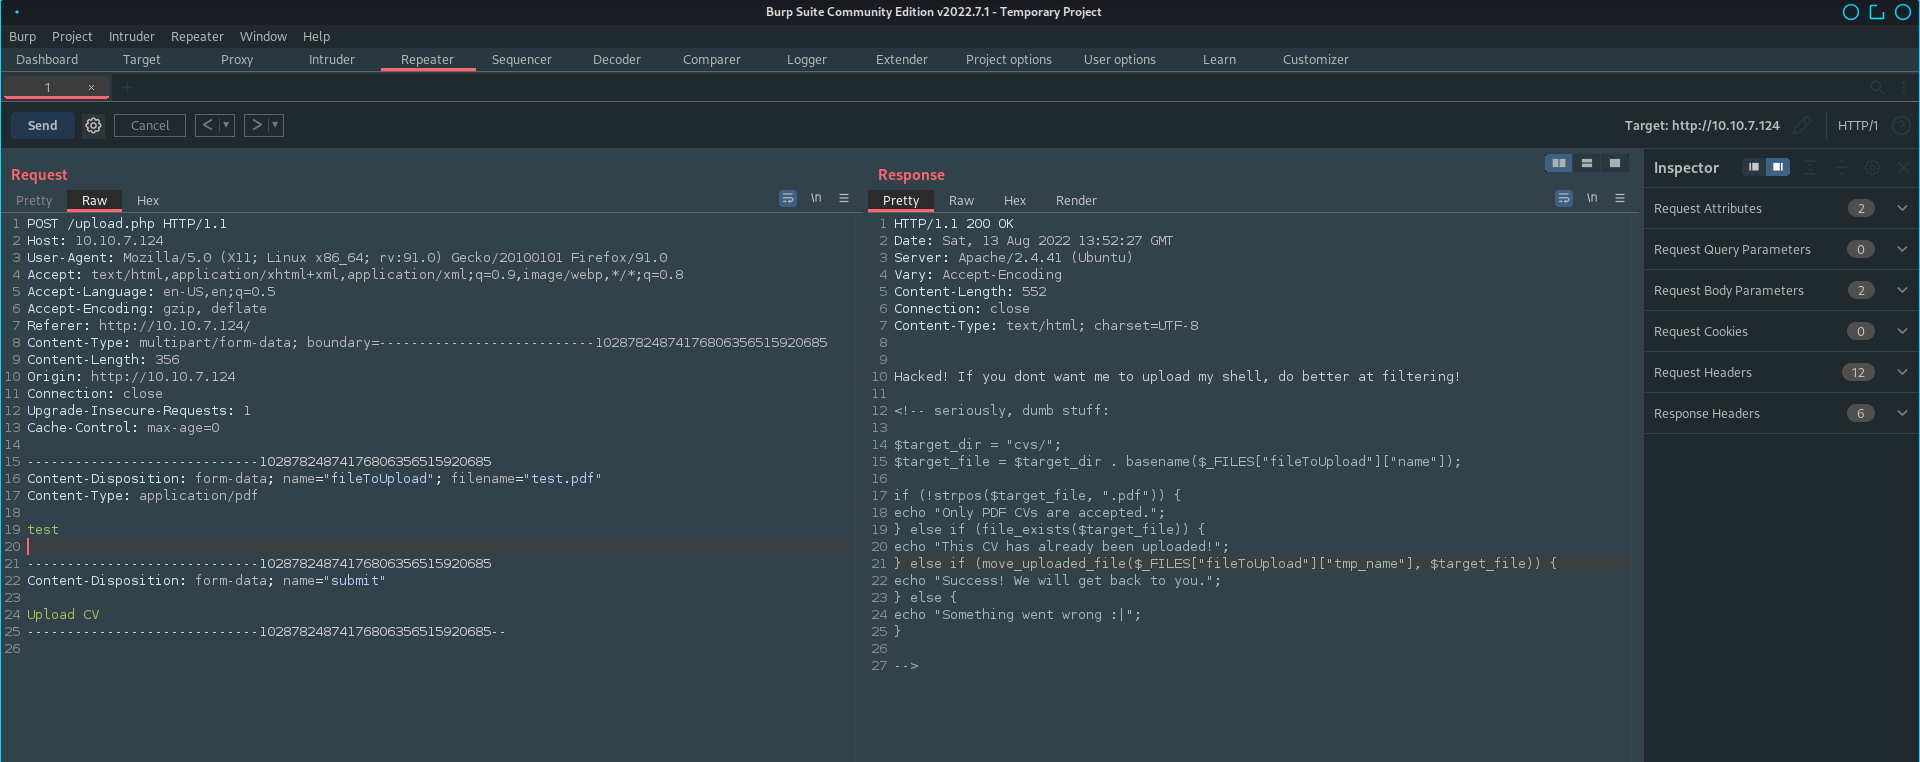 Burp Suite Community Edition v2022.7.1 - Temporary Project
Burp Project Intruder Repeater Window Help
Dashboard Target Proxy Intruder Repeater Sequencer Decoder Comparer Logger Extender Project options User options Learn Customizer
1 × +
Send Cancel < > Target: http://10.10.7.124 HTTP/1 ?
Request
Pretty Raw Hex \n
1 POST /upload.php HTTP/1.1
2 Host: 10.10.7.124
3 User-Agent: Mozilla/5.0 (X11; Linux x86_64; rv:91.0) Gecko/20100101 Firefox/91.0
4 Accept: text/html,application/xhtml+xml,application/xml;q=0.9,image/webp,*/*;q=0.8
5 Accept-Language: en-US,en;q=0.5
6 Accept-Encoding: gzip, deflate
7 Referer: http://10.10.7.124/
8 Content-Type: multipart/form-data; boundary=---------------------------10287824874176806356515920685
9 Content-Length: 356
10 Origin: http://10.10.7.124
11 Connection: close
12 Upgrade-Insecure-Requests: 1
13 Cache-Control: max-age=0
14
15 -----------------------------10287824874176806356515920685
16 Content-Disposition: form-data; name="fileToUpload"; filename="test.pdf"
17 Content-Type: application/pdf
18
19 test
20
21 -----------------------------10287824874176806356515920685
22 Content-Disposition: form-data; name="submit"
23
24 Upload CV
25 -----------------------------10287824874176806356515920685--
26
Response
Pretty Raw Hex Render \n
1 HTTP/1.1 200 OK
2 Date: Sat, 13 Aug 2022 13:52:27 GMT
3 Server: Apache/2.4.41 (Ubuntu)
4 Vary: Accept-Encoding
5 Content-Length: 552
6 Connection: close
7 Content-Type: text/html; charset=UTF-8
8
9
10 Hacked! If you dont want me to upload my shell, do better at filtering!
11
12 <!-- seriously, dumb stuff:
13
14 $target_dir = "cvs/";
15 $target_file = $target_dir . basename($_FILES["fileToUpload"]["name"]);
16
17 if (!strpos($target_file, ".pdf")) {
18 echo "Only PDF CVs are accepted.";
19 } else if (file_exists($target_file)) {
20 echo "This CV has already been uploaded!";
21 } else if (move_uploaded_file($_FILES["fileToUpload"]["tmp_name"], $target_file)) {
22 echo "Success! We will get back to you.";
23 } else {
24 echo "Something went wrong :|";
25 }
26
27 -->
Inspector
Request Attributes 2
Request Query Parameters 0
Request Body Parameters 2
Request Cookies 0
Request Headers 12
Response Headers 6